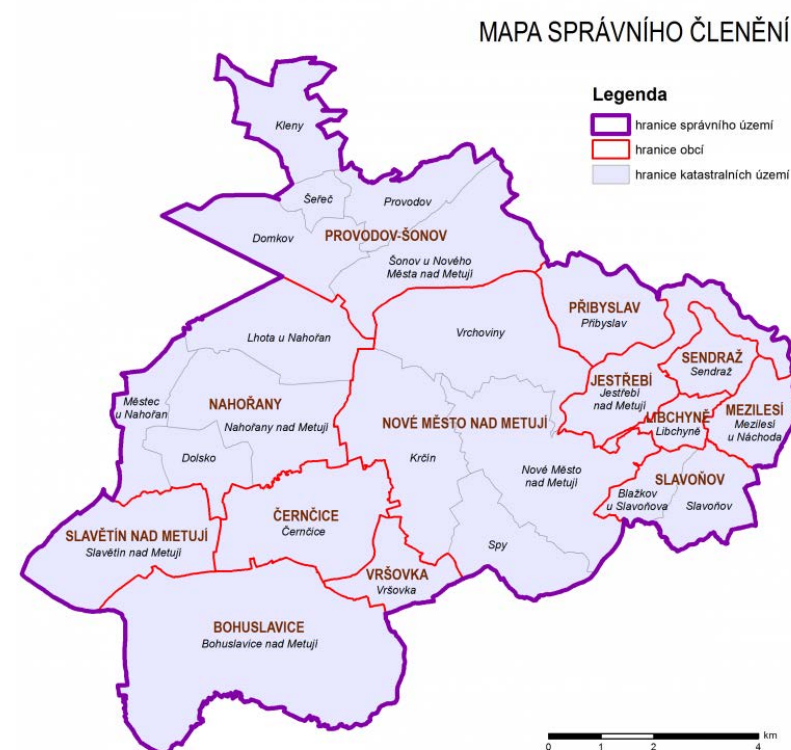 MAPA SPRÁVNÍHO ČLENĚNÍ
Legenda
hranice správního území
hranice obcí
hranice katastralních území
Kleny
Šeřeč
Provodov
Domkov
PROVODOV-ŠONOV
Šonov u Nového
Města nad Metují
PŘIBYSLAV
Přibyslav
Lhota u Nahořan
Vrchoviny
SENDRAŽ
Sendraž
JESTŘEBÍ
Jestřebí
nad Metují
Městec
u Nahořan
NAHOŘANY
Nahořany nad Metují
NOVÉ MĚSTO NAD METUJÍ
LIBCHYNĚ
Libchyně
MEZILESÍ
Mezilesí
u Náchoda
Dolsko
Krčín
Nové Město
nad Metují
SLAVOŇOV
Blažkov
u Slavoňova
Slavoňov
SLAVĚTÍN NAD METUJÍ
Slavětín nad Metují
ČERNČICE
Černčice
Spy
VRŠOVKA
Vršovka
BOHUSLAVICE
Bohuslavice nad Metují
km
0 1 2 4